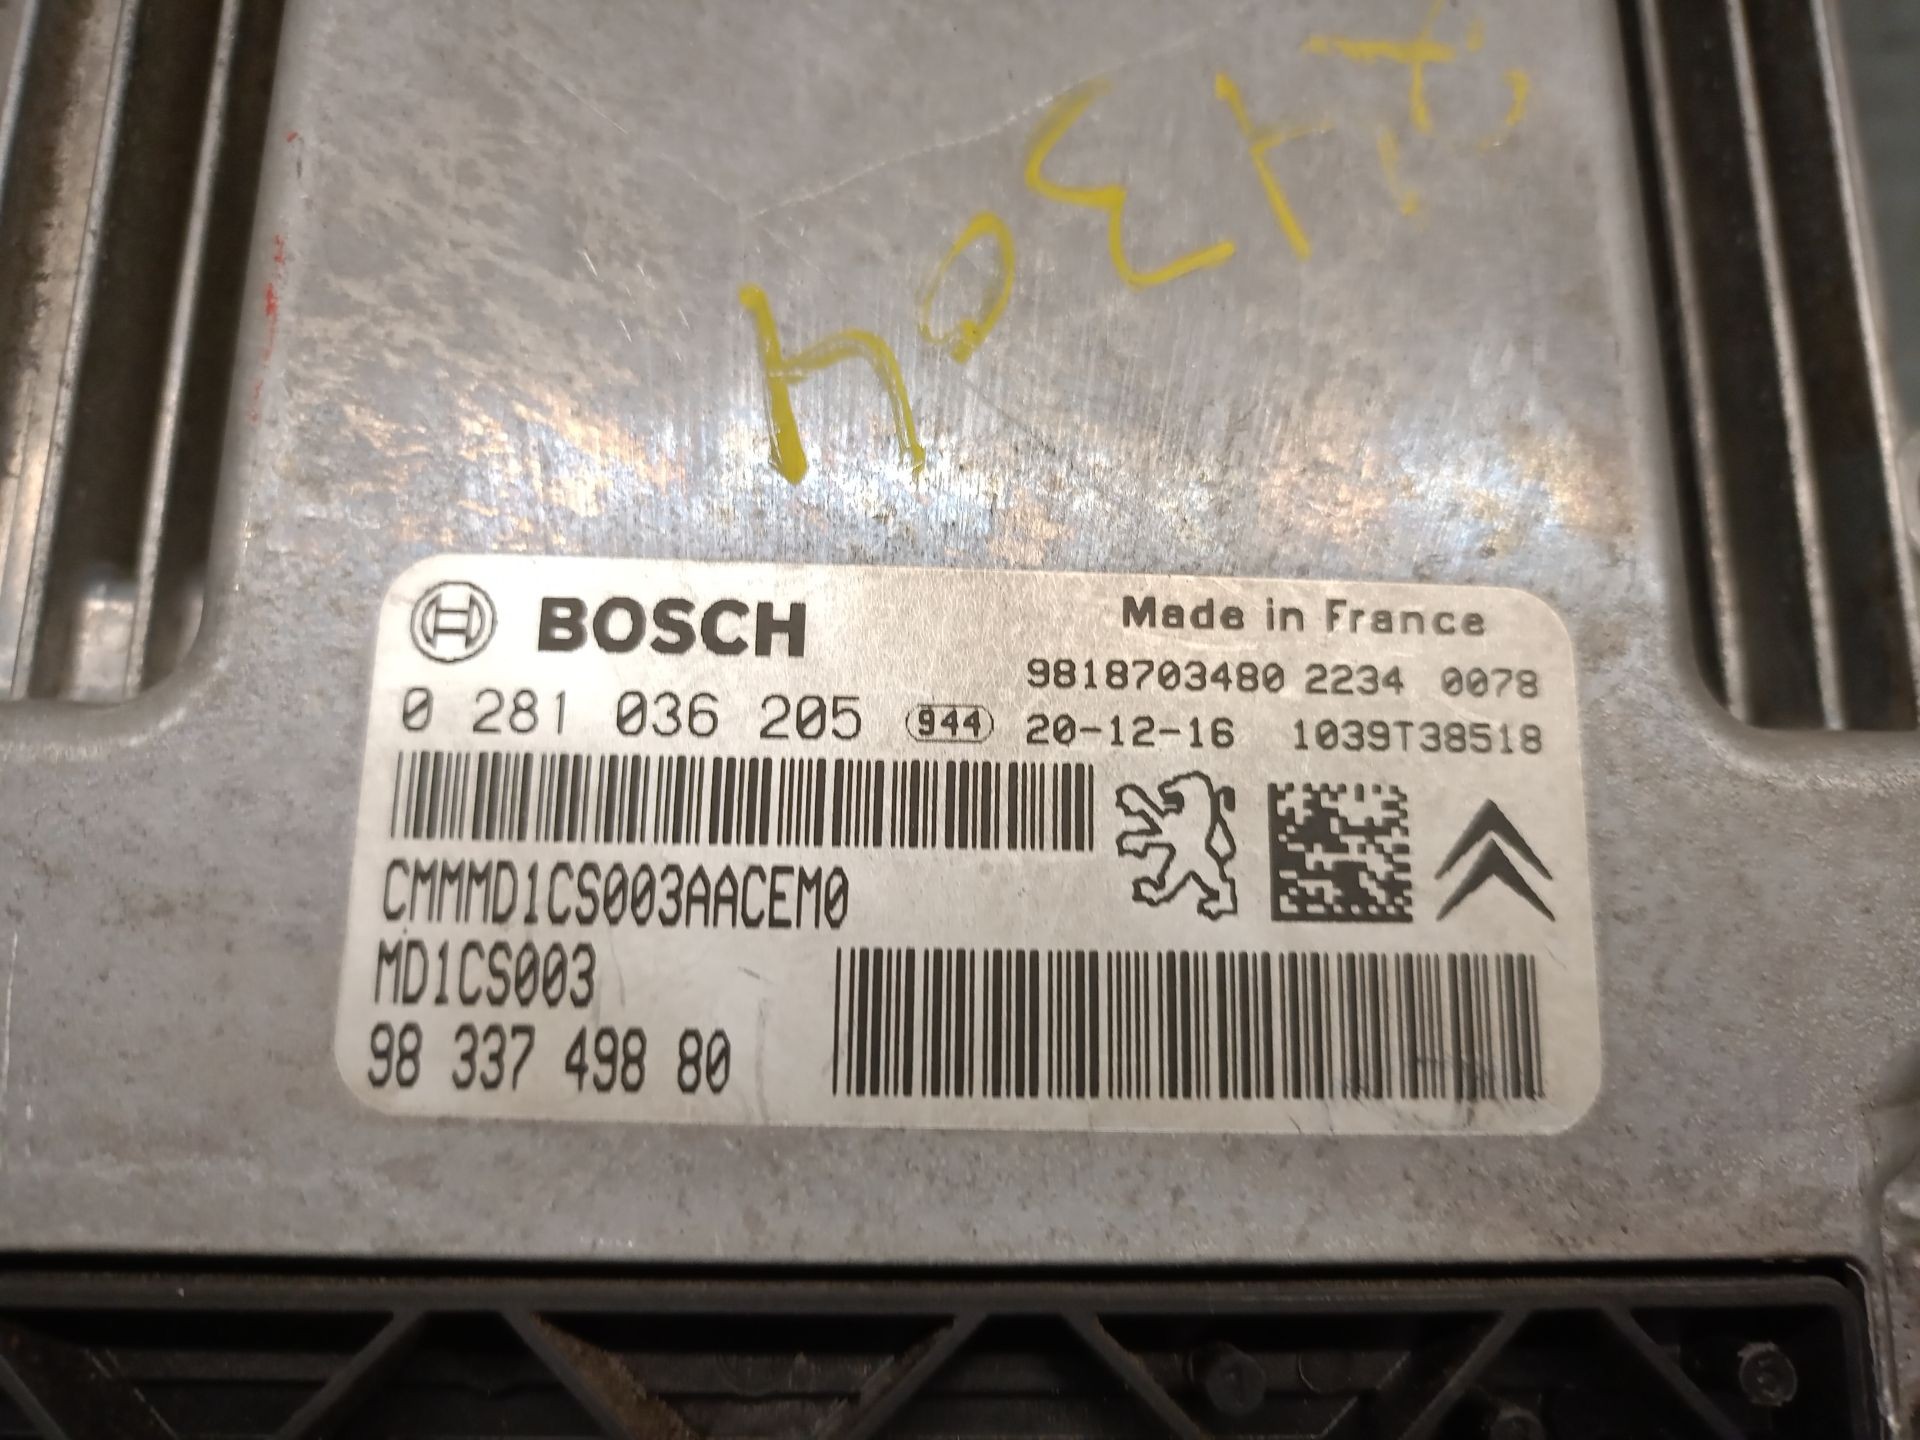 BOSCH
Made in France
9818703480 2234 0078
0 281 036 205 944 20-12-16 1039T38518
CMMMD1CS003AACEM0
MD1CS003
98 337 498 80